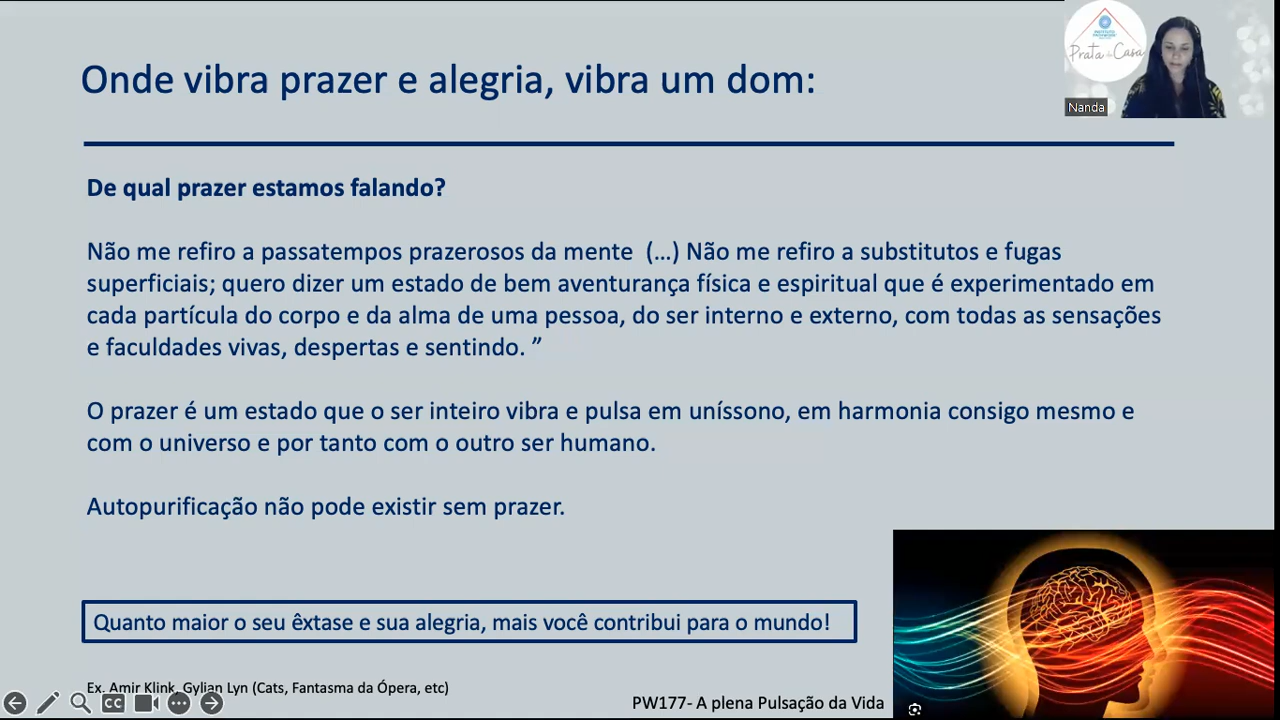 Onde vibra prazer e alegria, vibra um dom:
Prata da Casa
Nanda
De qual prazer estamos falando?
Não me refiro a passatempos prazerosos da mente (...) Não me refiro a substitutos e fugas
superficiais; quero dizer um estado de bem aventurança física e espiritual que é experimentado em
cada partícula do corpo e da alma de uma pessoa, do ser interno e externo, com todas as sensações
e faculdades vivas, despertas e sentindo. ”
O prazer é um estado que o ser inteiro vibra e pulsa em uníssono, em harmonia consigo mesmo e
com o universo e por tanto com o outro ser humano.
Autopurificação não pode existir sem prazer.
Quanto maior o seu êxtase e sua alegria, mais você contribui para o mundo!
Ex. Amir Klink, Gylian Lyn (Cats, Fantasma da Ópera, etc)
CC
PW177- A plena Pulsação da Vida